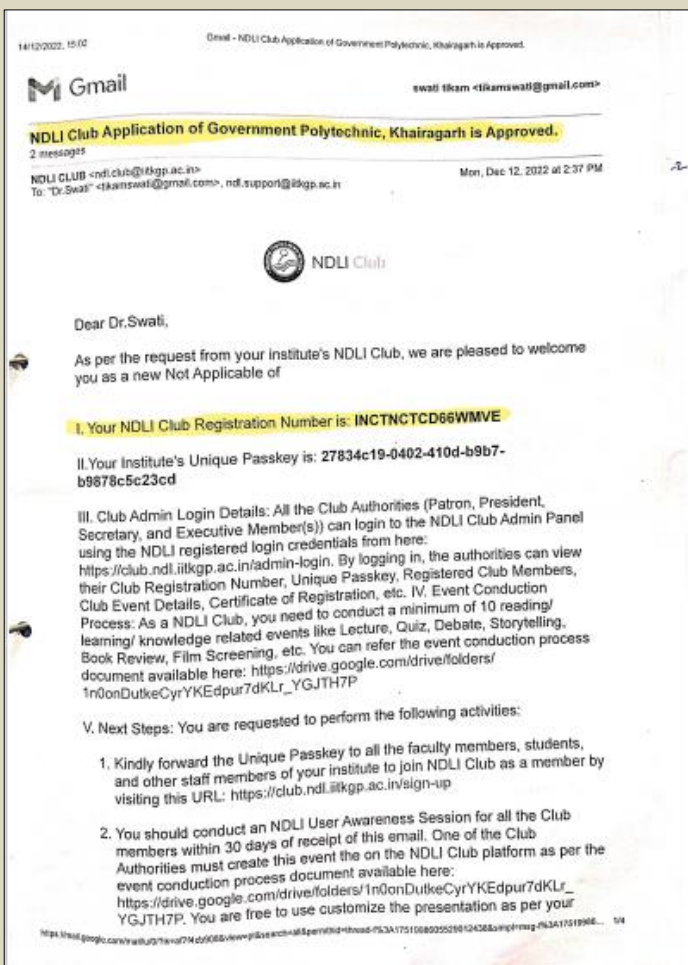 14/12/2022, 15:02
Gmail - NDLI Club Application of Government Polytechnic, Khairagarh is Approved.
Gmail
swati tikam <tikamswati@gmail.com>
NDLI Club Application of Government Polytechnic, Khairagarh is Approved.
2 messages
NDLI CLUB <ndl.club@iitkgp.ac.in>
Mon, Dec 12, 2022 at 2:37 PM
To: "Dr.Swati" <tikamswati@gmail.com>, ndl.support@iitkgp.ac.in
NDLI Club
Dear Dr.Swati,
As per the request from your institute's NDLI Club, we are pleased to welcome
you as a new Not Applicable of
I. Your NDLI Club Registration Number is: INCTNCTCD66WMVE
II.Your Institute's Unique Passkey is: 27834c19-0402-410d-b9b7-
b9878c5c23cd
III. Club Admin Login Details: All the Club Authorities (Patron, President,
Secretary, and Executive Member(s)) can login to the NDLI Club Admin Panel
using the NDLI registered login credentials from here:
https://club.ndl.iitkgp.ac.in/admin-login. By logging in, the authorities can view
their Club Registration Number, Unique Passkey, Registered Club Members,
Club Event Details, Certificate of Registration, etc. IV. Event Conduction
Process: As a NDLI Club, you need to conduct a minimum of 10 reading/
learning/ knowledge related events like Lecture, Quiz, Debate, Storytelling,
Book Review, Film Screening, etc. You can refer the event conduction process
document available here: https://drive.google.com/drive/folders/
1n0onDutkeCyrYKEdpur7dKLr_YGJTH7P
V. Next Steps: You are requested to perform the following activities:
1. Kindly forward the Unique Passkey to all the faculty members, students,
and other staff members of your institute to join NDLI Club as a member by
visiting this URL: https://club.ndl.iitkgp.ac.in/sign-up
2. You should conduct an NDLI User Awareness Session for all the Club
members within 30 days of receipt of this email. One of the Club
Authorities must create this event the on the NDLI Club platform as per the
event conduction process document available here:
https://drive.google.com/drive/folders/1n0onDutkeCyrYKEdpur7dKLr_
YGJTH7P. You are free to use customize the presentation as per your
1/4